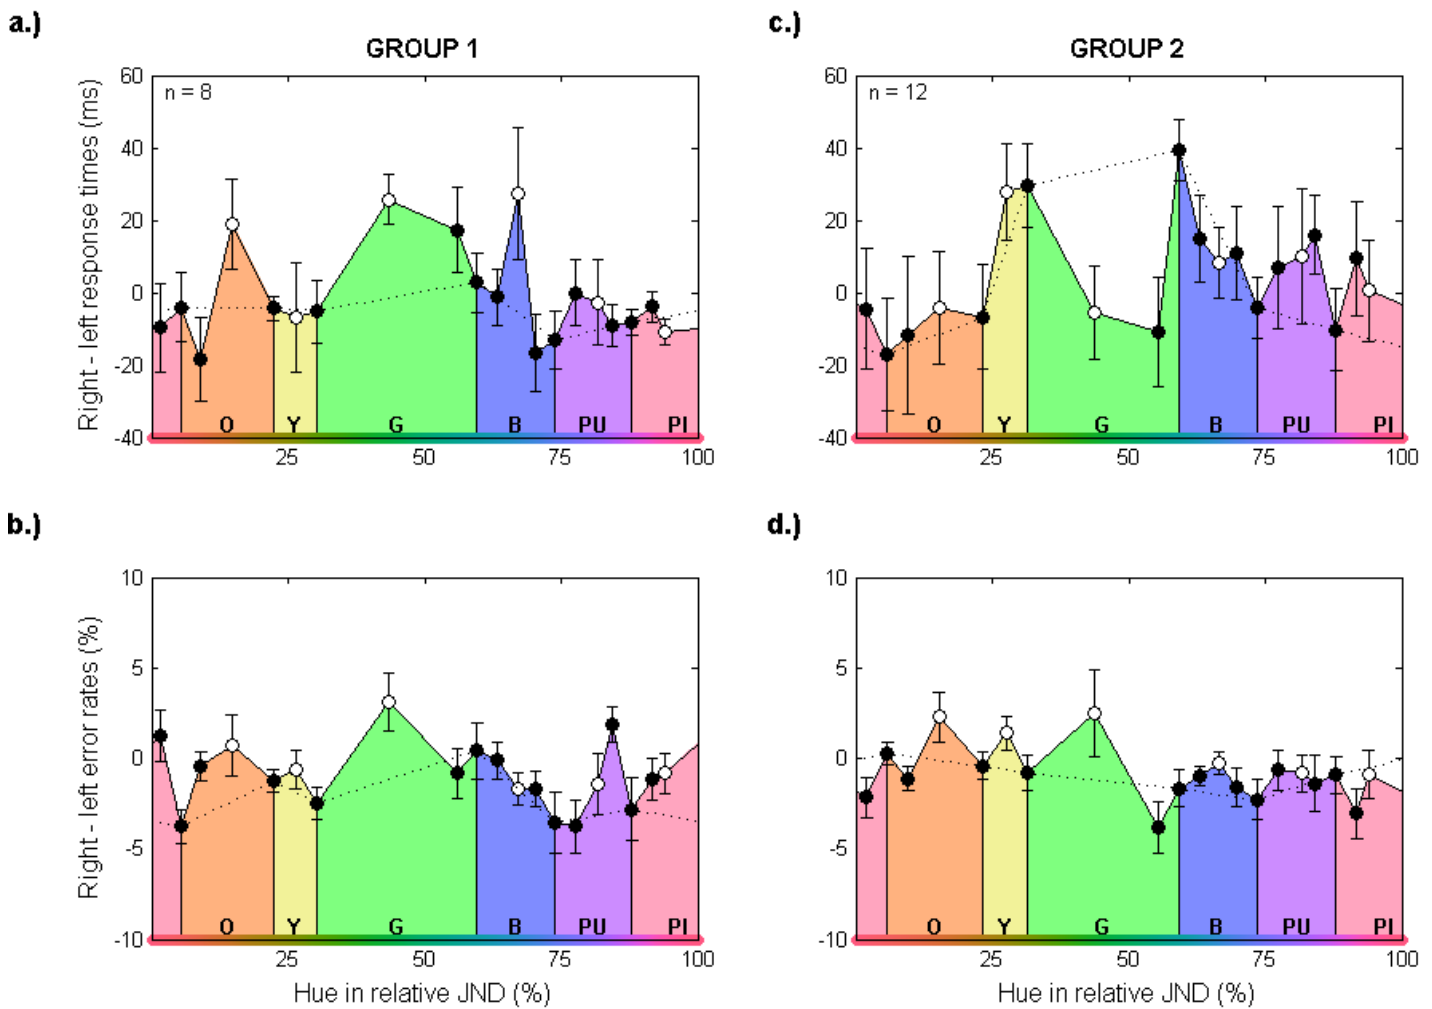 a.)
GROUP 1
n = 8
Right - left response times (ms)
60
40
20
0
-20
-40
O Y G B PU PI
25 50 75 100
c.)
GROUP 2
n = 12
60
40
20
0
-20
-40
O Y G B PU PI
25 50 75 100
b.)
Right - left error rates (%)
10
5
0
-5
-10
O Y G B PU PI
25 50 75 100
Hue in relative JND (%)
d.)
10
5
0
-5
-10
O Y G B PU PI
25 50 75 100
Hue in relative JND (%)